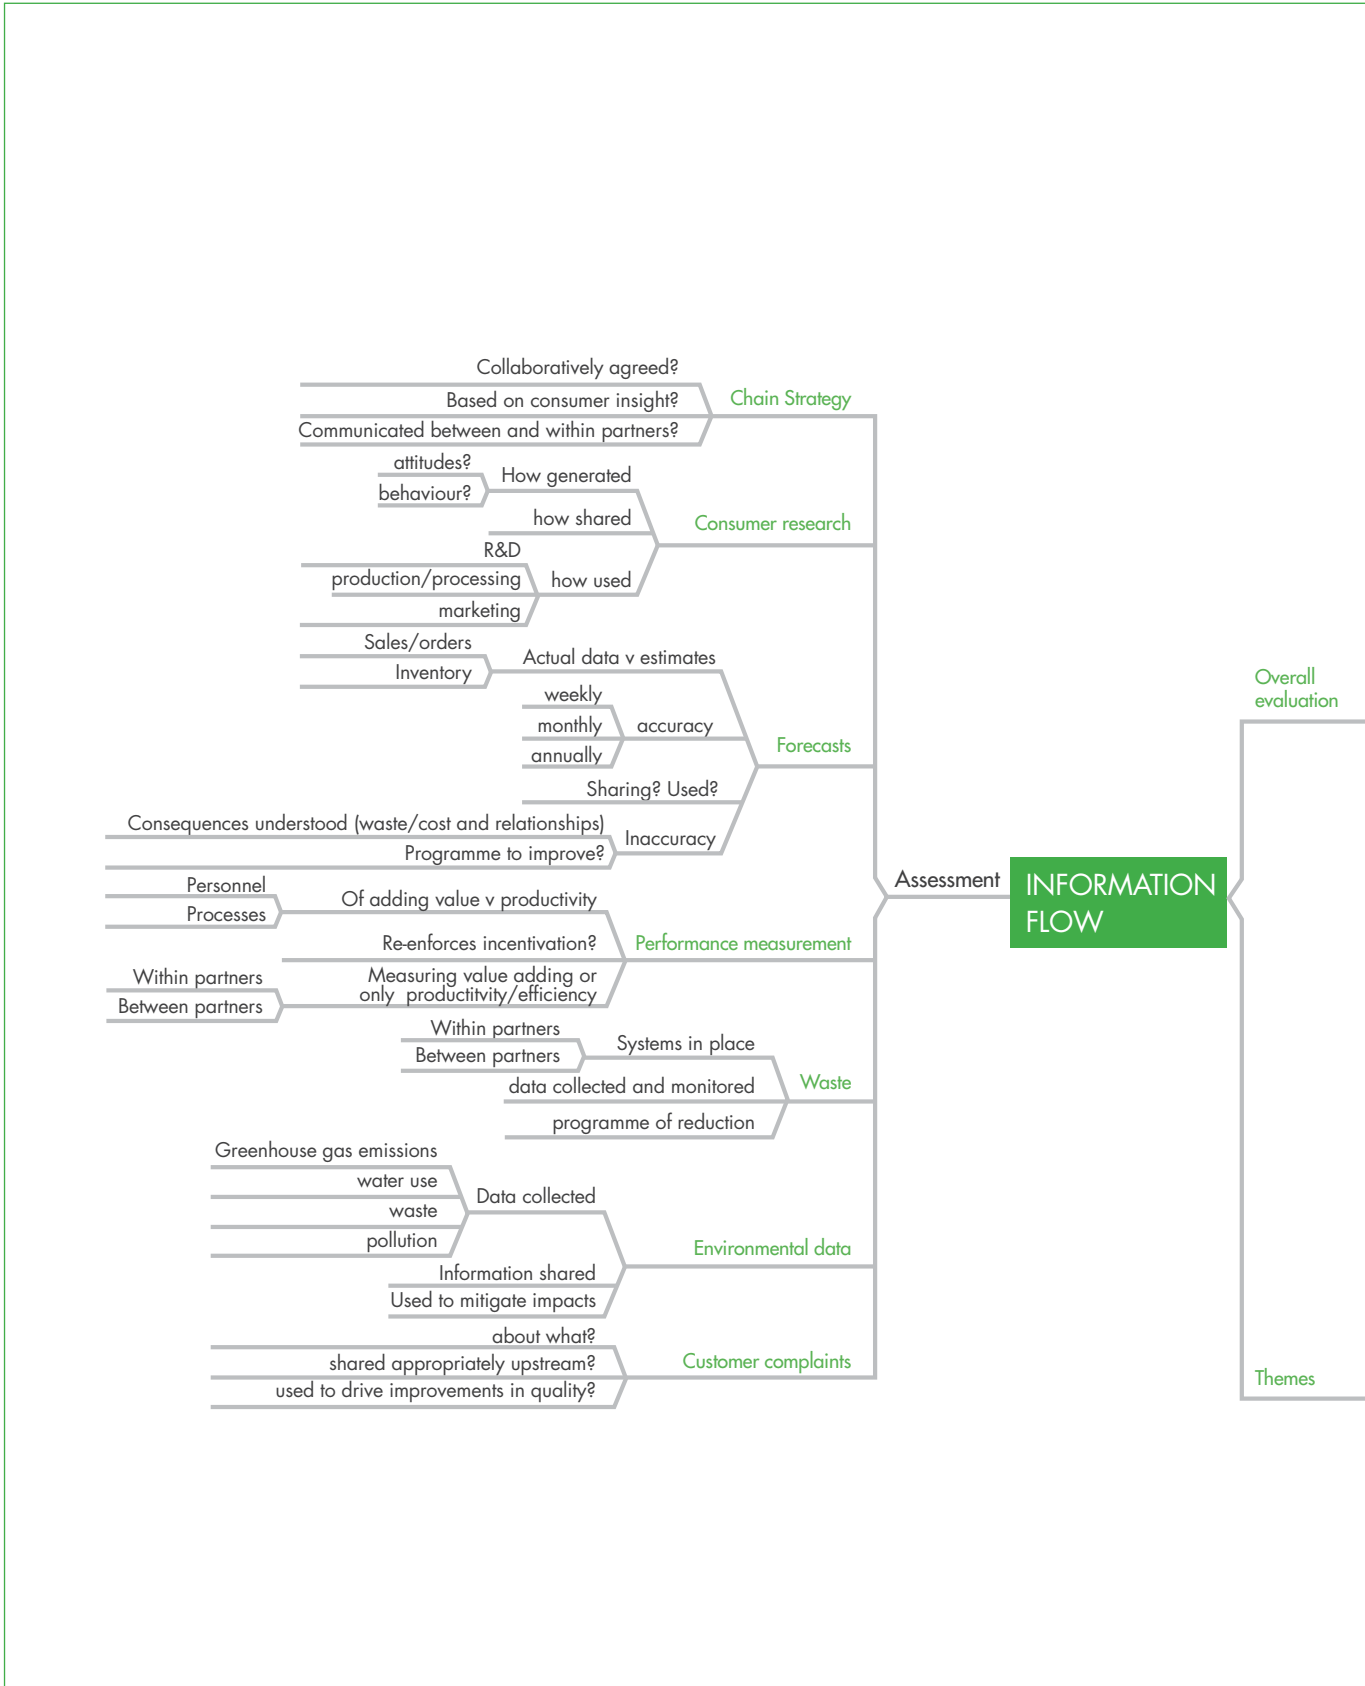 Collaboratively agreed?
Based on consumer insight?
Communicated between and within partners?
Chain Strategy
attitudes?
behaviour?
How generated
how shared
Consumer research
R&D
production/processing
marketing
how used
Sales/orders
Inventory
Actual data v estimates
weekly
monthly
annually
accuracy
Forecasts
Sharing? Used?
Consequences understood (waste/cost and relationships)
Programme to improve?
Inaccuracy
Personnel
Processes
Of adding value v productivity
Re-enforces incentivation?
Performance measurement
Within partners
Between partners
Measuring value adding or
only productitvity/efficiency
Within partners
Between partners
Systems in place
data collected and monitored
programme of reduction
Waste
Greenhouse gas emissions
water use
waste
pollution
Data collected
Information shared
Used to mitigate impacts
Environmental data
about what?
shared appropriately upstream?
used to drive improvements in quality?
Customer complaints
Assessment
INFORMATION
FLOW
Overall
evaluation
Themes